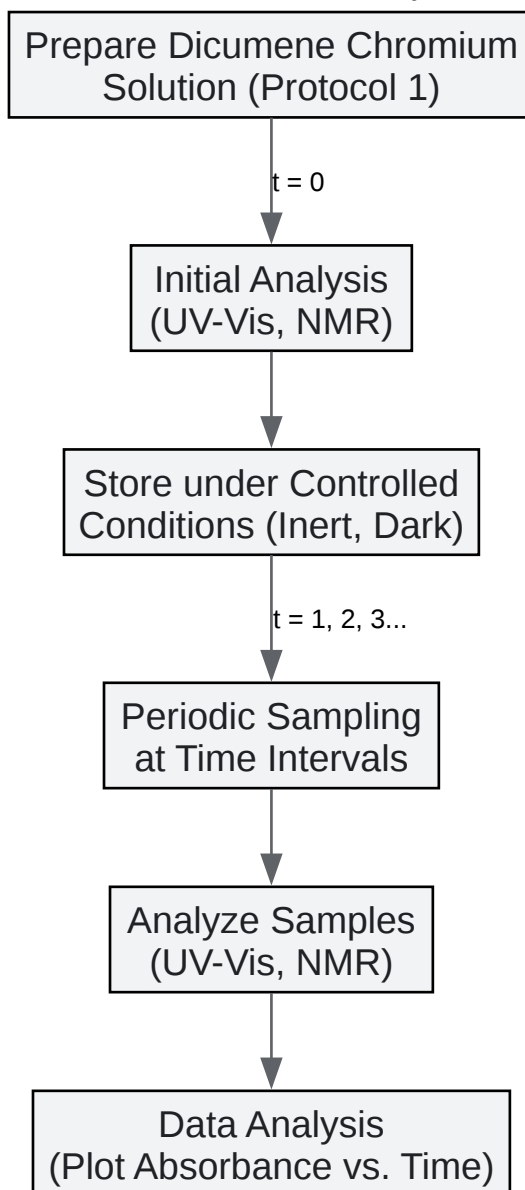 Prepare Dicumene Chromium
Solution (Protocol 1)
t = 0
Initial Analysis
(UV-Vis, NMR)
Store under Controlled
Conditions (Inert, Dark)
t = 1, 2, 3...
Periodic Sampling
at Time Intervals
Analyze Samples
(UV-Vis, NMR)
Data Analysis
(Plot Absorbance vs. Time)